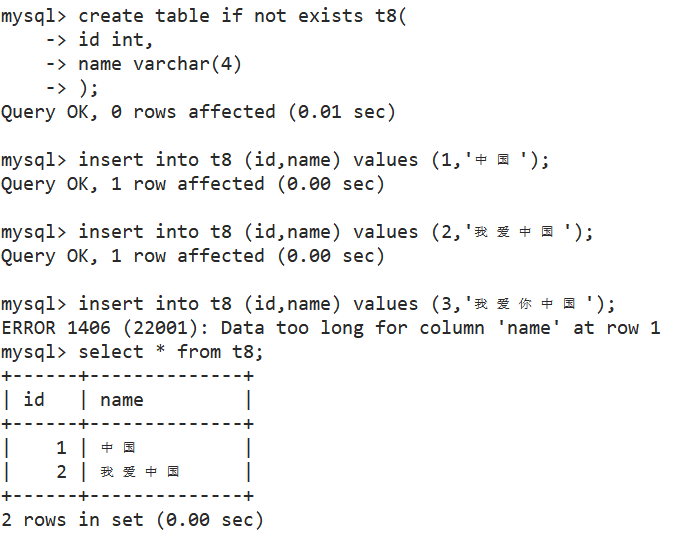 mysql> create table if not exists t8(
    -> id int,
    -> name varchar(4)
    -> );
Query OK, 0 rows affected (0.01 sec)
mysql> insert into t8 (id,name) values (1,'中国');
Query OK, 1 row affected (0.00 sec)
mysql> insert into t8 (id,name) values (2,'我爱中国');
Query OK, 1 row affected (0.00 sec)
mysql> insert into t8 (id,name) values (3,'我爱你中国');
ERROR 1406 (22001): Data too long for column 'name' at row 1
mysql> select * from t8;
+------+--------------+
| id   | name         |
+------+--------------+
|    1 | 中国         |
|    2 | 我爱中国     |
+------+--------------+
2 rows in set (0.00 sec)